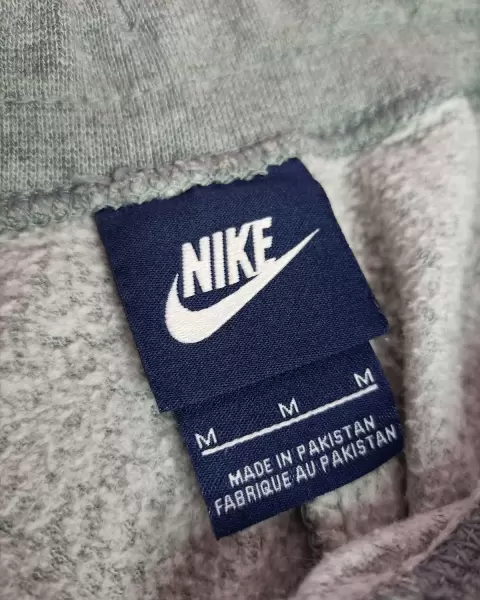 NIKE
M M M
MADE IN PAKISTAN
FABRIQUE AU PAKISTAN